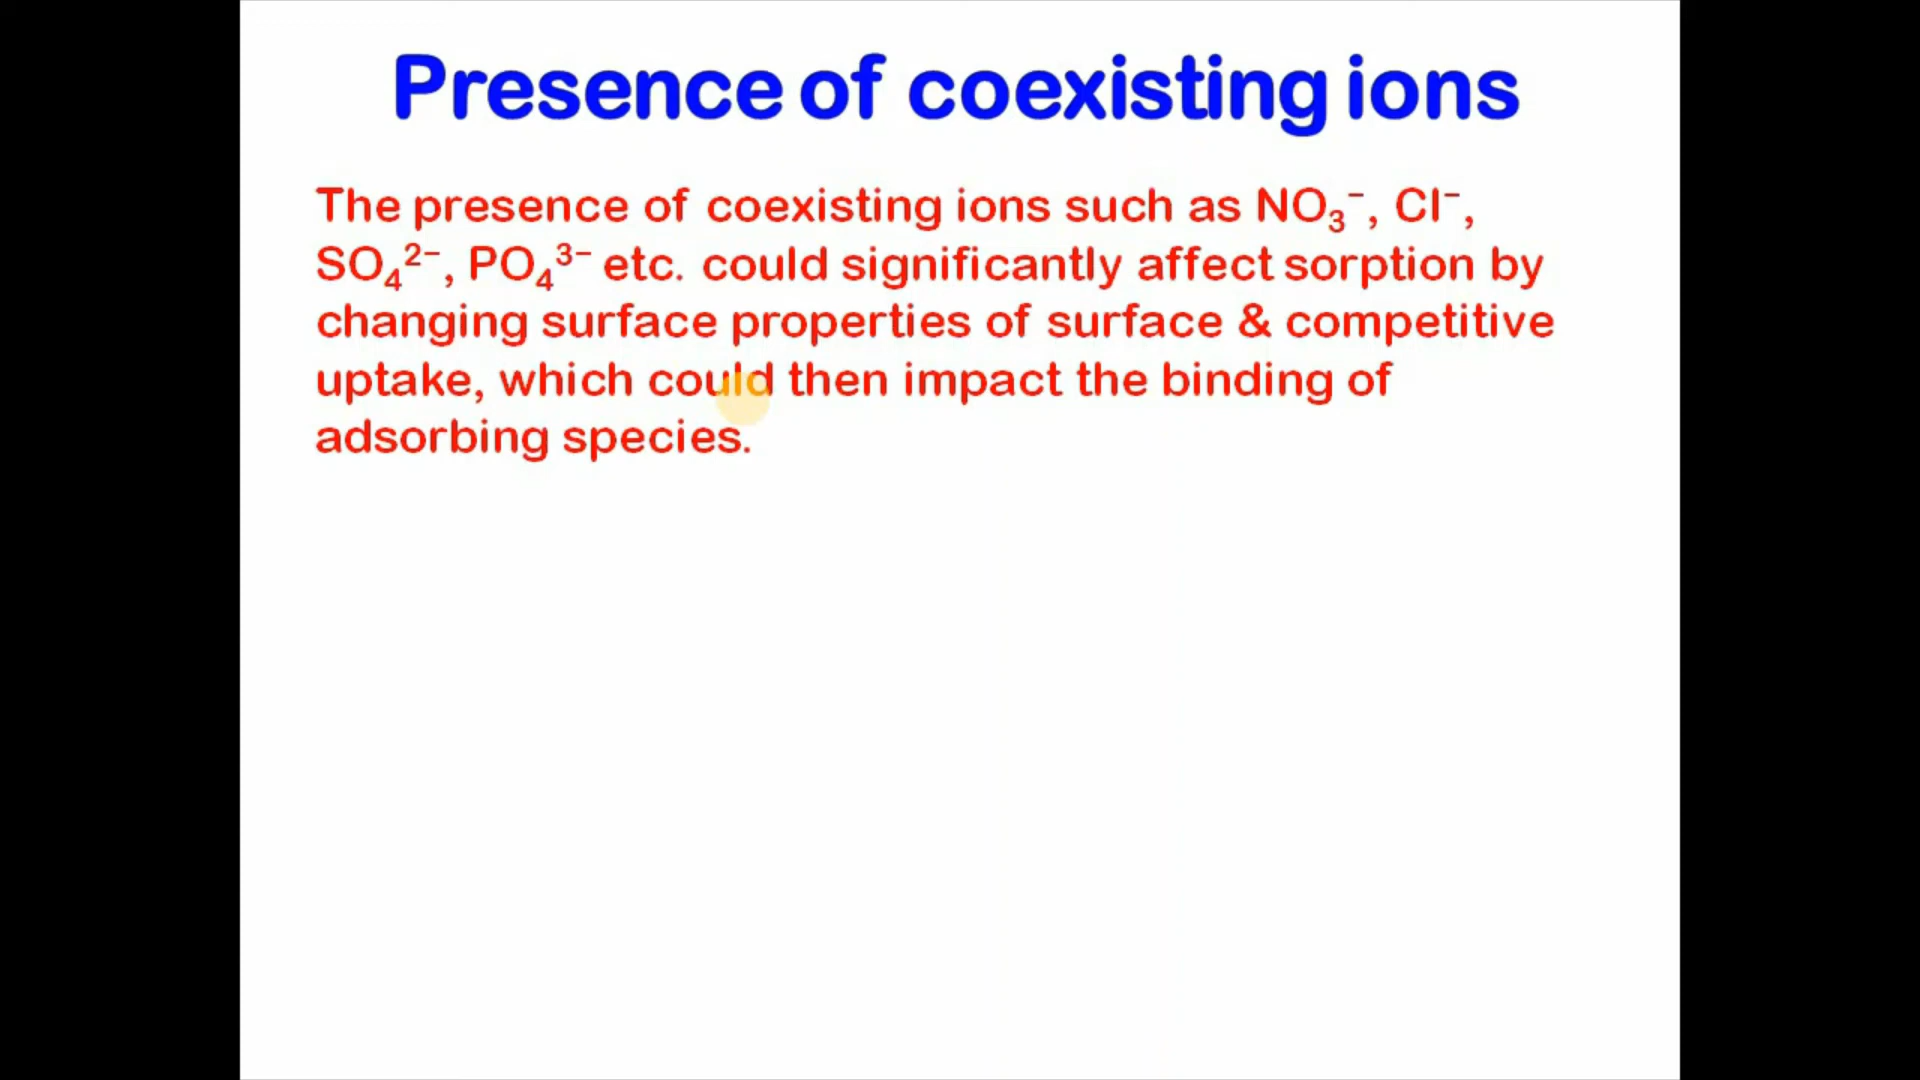 Presence of coexisting ions
The presence of coexisting ions such as NO₃⁻, Cl⁻,
SO₄²⁻, PO₄³⁻ etc. could significantly affect sorption by
changing surface properties of surface & competitive
uptake, which could then impact the binding of
adsorbing species.